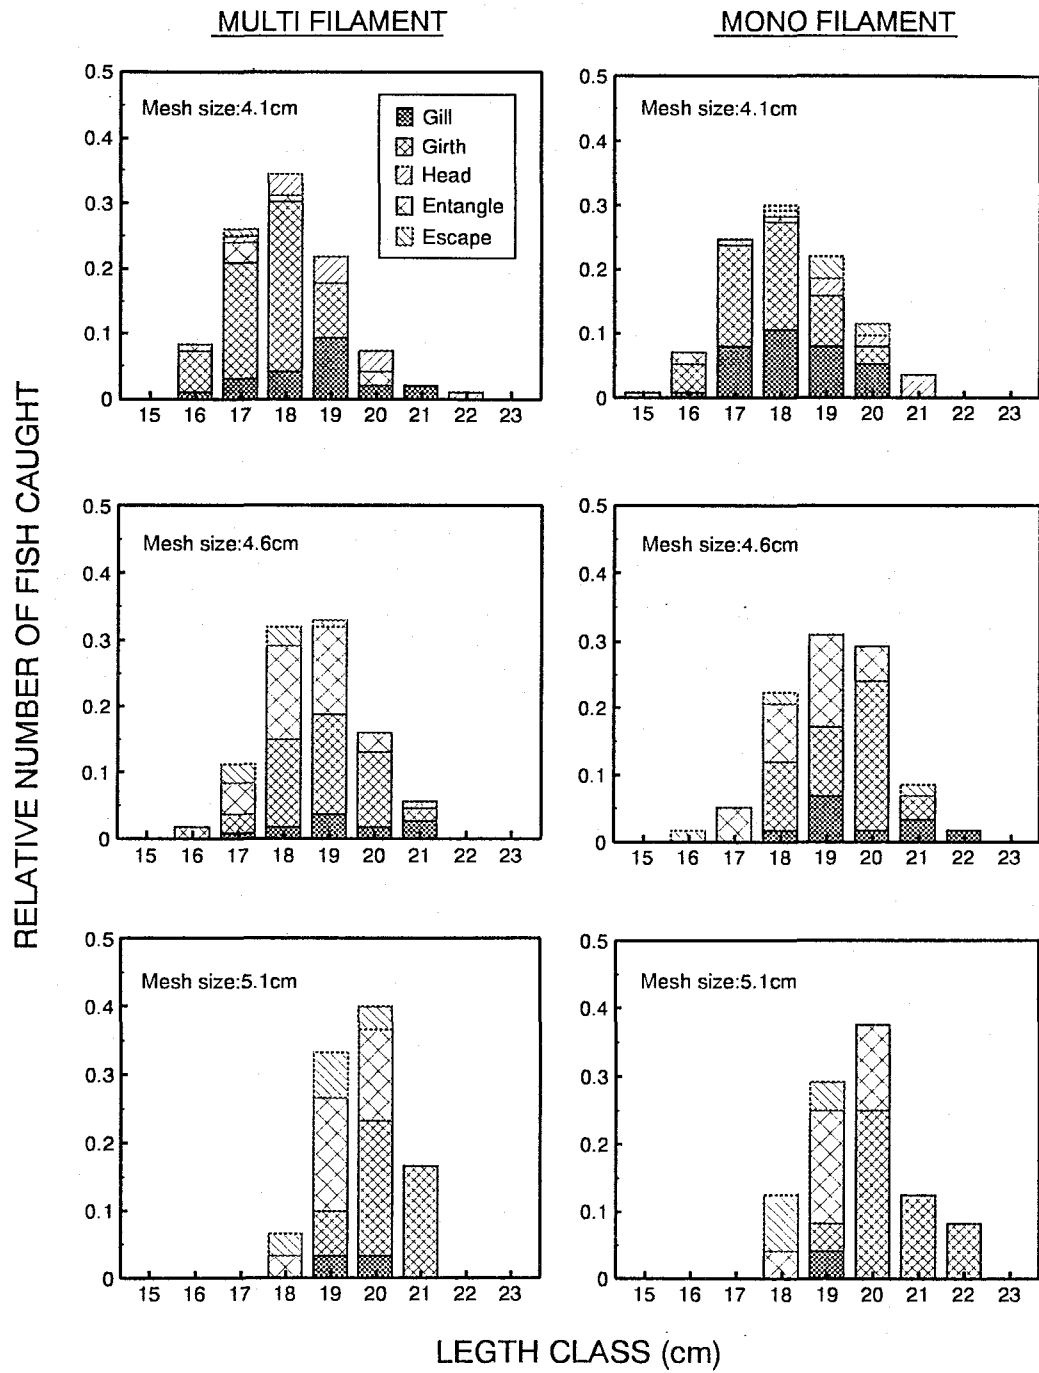 MULTI FILAMENT
MONO FILAMENT
0.5
0.4
0.3
0.2
0.1
0
Mesh size:4.1cm
Gill
Girth
Head
Entangle
Escape
15 16 17 18 19 20 21 22 23
0.5
0.4
0.3
0.2
0.1
0
Mesh size:4.1cm
15 16 17 18 19 20 21 22 23
RELATIVE NUMBER OF FISH CAUGHT
0.5
0.4
0.3
0.2
0.1
0
Mesh size:4.6cm
15 16 17 18 19 20 21 22 23
0.5
0.4
0.3
0.2
0.1
0
Mesh size:4.6cm
15 16 17 18 19 20 21 22 23
0.5
0.4
0.3
0.2
0.1
0
Mesh size:5.1cm
15 16 17 18 19 20 21 22 23
0.5
0.4
0.3
0.2
0.1
0
Mesh size:5.1cm
15 16 17 18 19 20 21 22 23
LEGTH CLASS (cm)